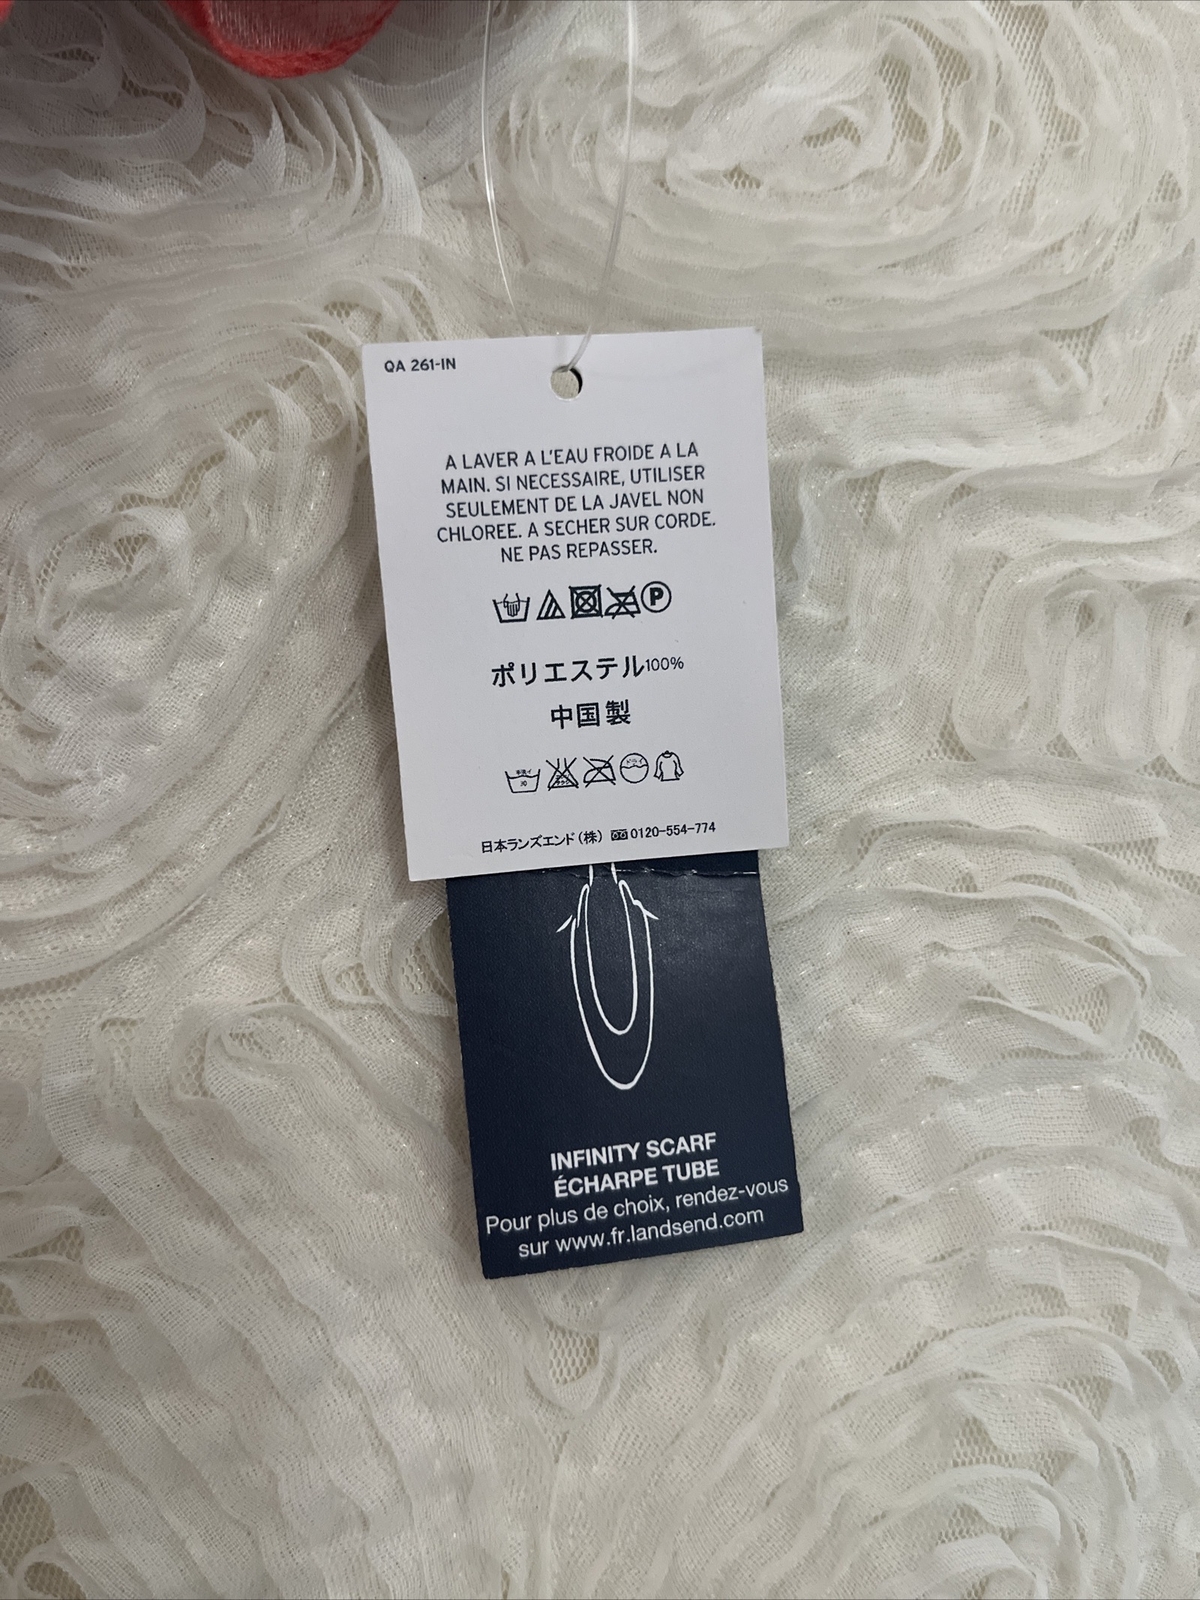 QA 261-IN
A LAVER A L'EAU FROIDE A LA
MAIN. SI NECESSAIRE, UTILISER
SEULEMENT DE LA JAVEL NON
CHLOREE. A SECHER SUR CORDE.
NE PAS REPASSER.
P
ポリエステル100%
中国製
日本ランズエンド(株) 0120-554-774
INFINITY SCARF
ÉCHARPE TUBE
Pour plus de choix, rendez-vous
sur www.fr.landsend.com